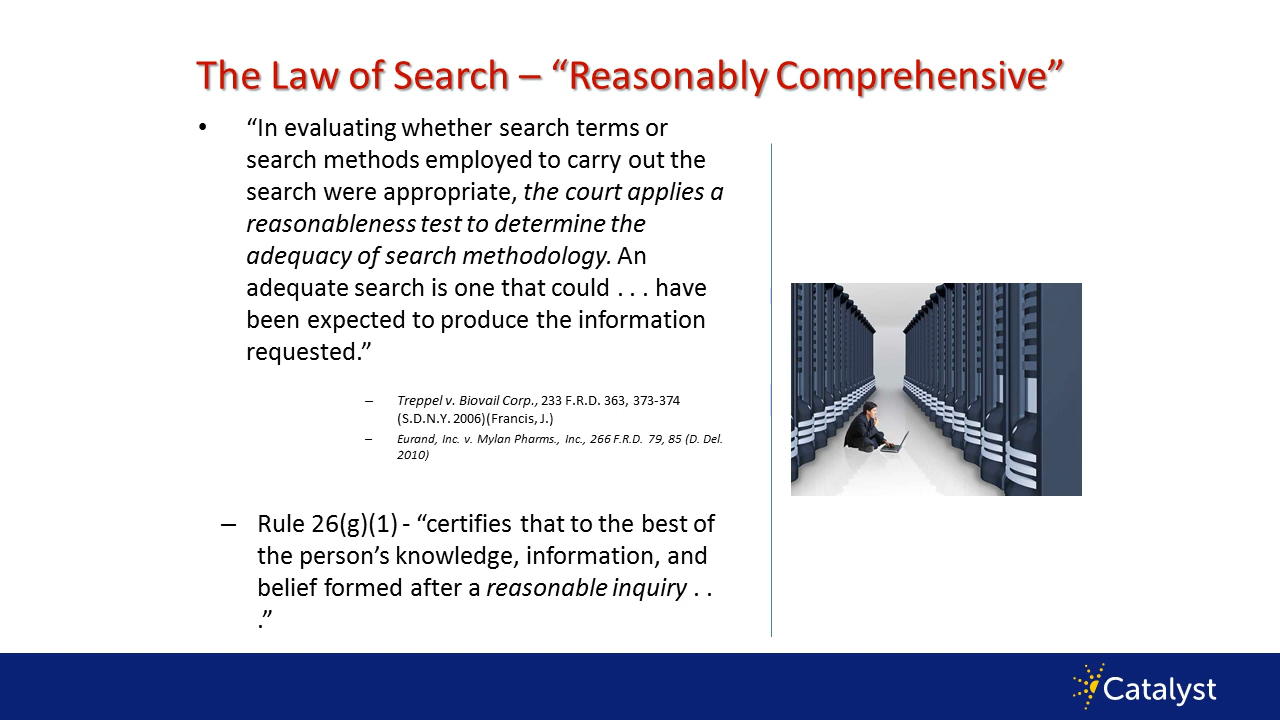 The Law of Search – “Reasonably Comprehensive”
• “In evaluating whether search terms or
search methods employed to carry out the
search were appropriate, the court applies a
reasonableness test to determine the
adequacy of search methodology. An
adequate search is one that could . . . have
been expected to produce the information
requested.”
– Treppel v. Biovail Corp., 233 F.R.D. 363, 373-374
(S.D.N.Y. 2006)(Francis, J.)
– Eurand, Inc. v. Mylan Pharms., Inc., 266 F.R.D. 79, 85 (D. Del.
2010)
– Rule 26(g)(1) - “certifies that to the best of
the person’s knowledge, information, and
belief formed after a reasonable inquiry . .
.”
Catalyst